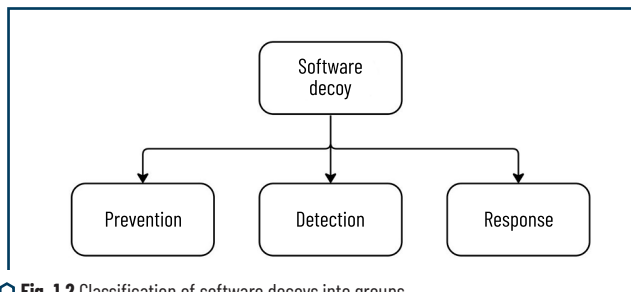 Software
decoy
Prevention
Detection
Response
Fig. 1.2 Classification of software decoys into groups